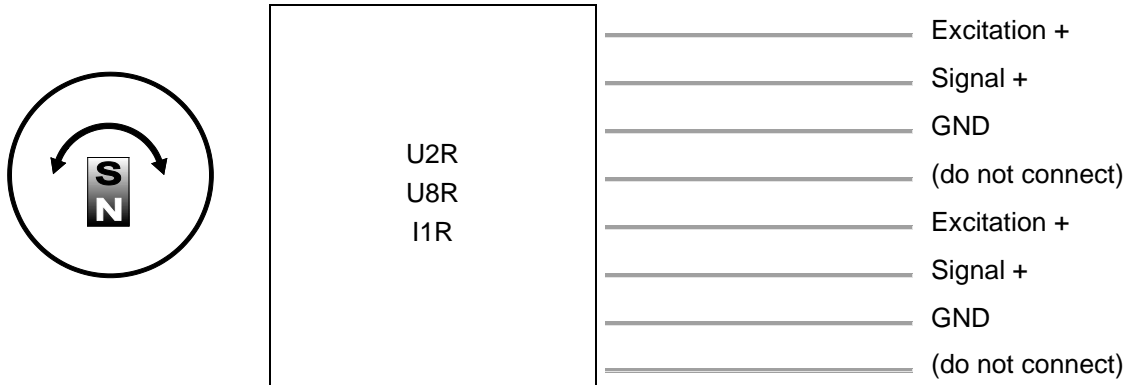 S
N
U2R
U8R
I1R
Excitation +
Signal +
GND
(do not connect)
Excitation +
Signal +
GND
(do not connect)